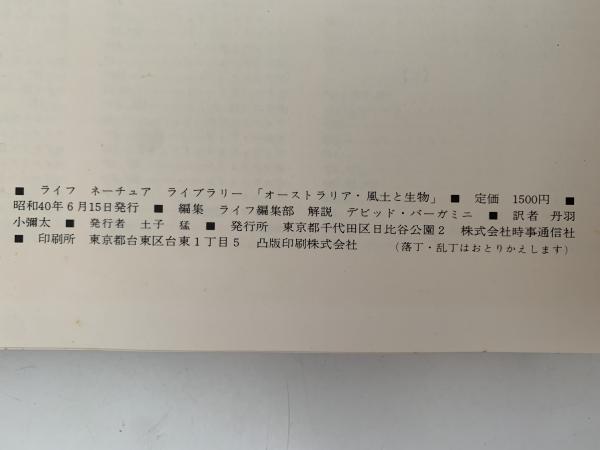 ■ ライフ ネーチュア ライブラリー 「オーストラリア・風土と生物」 ■ 定価 1500円 ■
昭和40年6月15日発行 ■ 編集 ライフ編集部 解説 デビッド・バーガミニ ■ 訳者 丹羽
小彌太 ■ 発行者 土子 猛 ■ 発行所 東京都千代田区日比谷公園2 株式会社時事通信社
■ 印刷所 東京都台東区台東1丁目5 凸版印刷株式会社 (落丁・乱丁はおとりかえします)